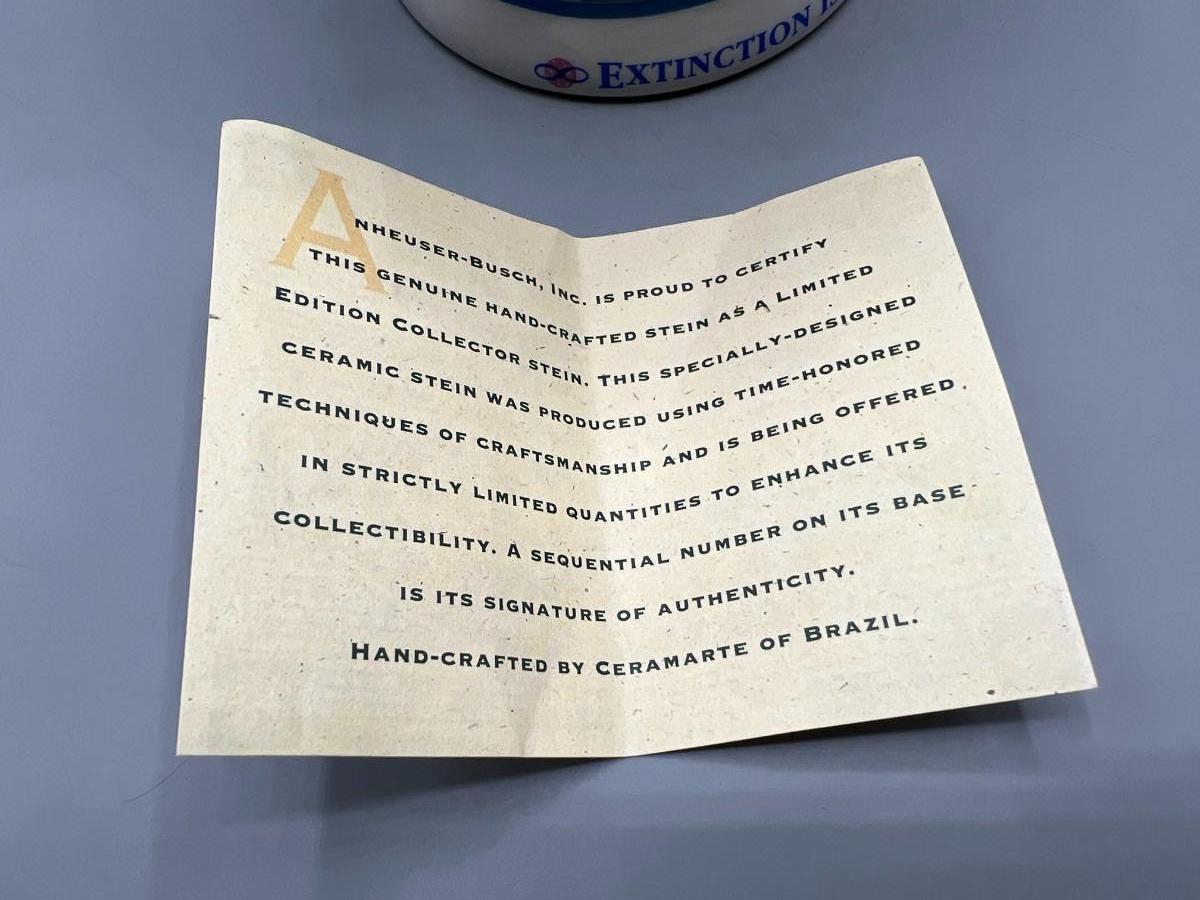 EXTINCTION
ANHEUSER-BUSCH, INC. IS PROUD TO CERTIFY
THIS GENUINE HAND-CRAFTED STEIN AS A LIMITED
EDITION COLLECTOR STEIN. THIS SPECIALLY-DESIGNED
CERAMIC STEIN WAS PRODUCED USING TIME-HONORED
TECHNIQUES OF CRAFTSMANSHIP AND IS BEING OFFERED
IN STRICTLY LIMITED QUANTITIES TO ENHANCE ITS
COLLECTIBILITY. A SEQUENTIAL NUMBER ON ITS BASE
IS ITS SIGNATURE OF AUTHENTICITY.
HAND-CRAFTED BY CERAMARTE OF BRAZIL.